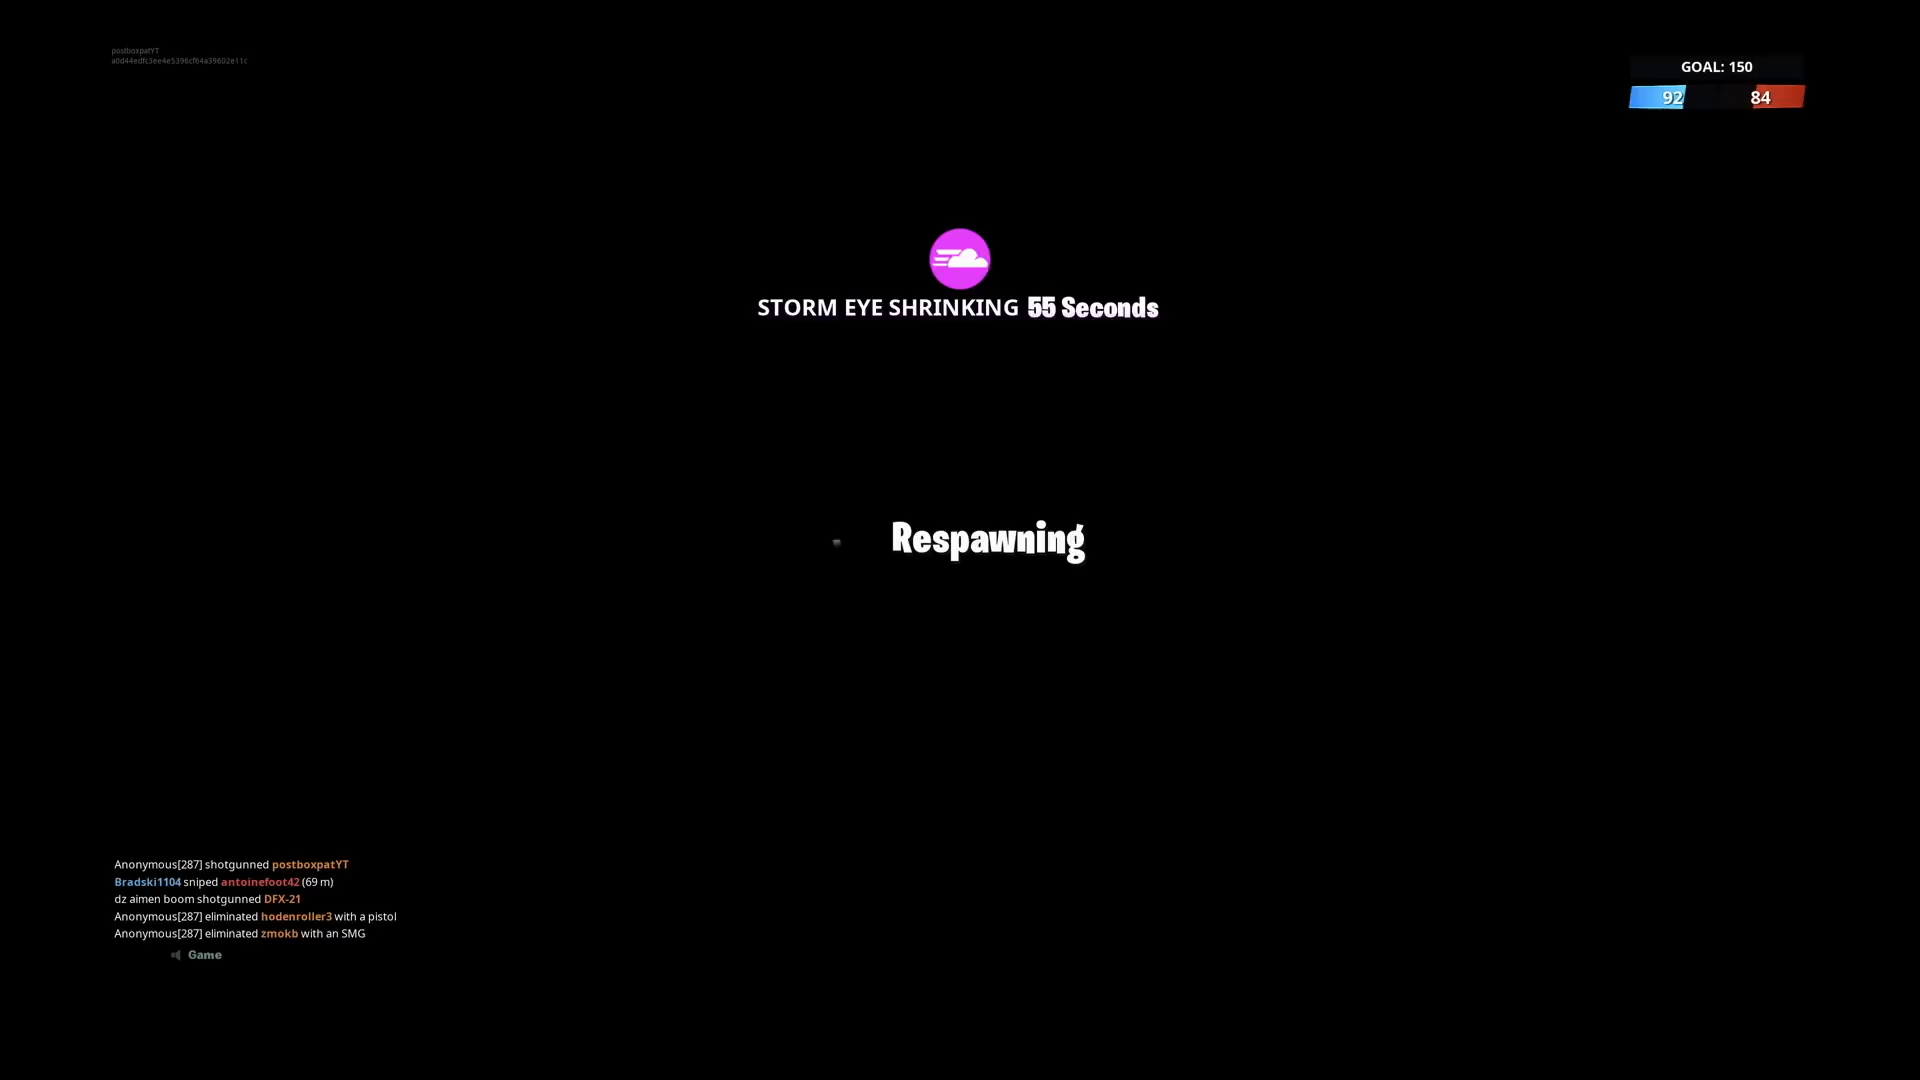 postboxpatYT
a0d44edfc3ee4e5396cf64a39602e11c
GOAL: 150
92 84
STORM EYE SHRINKING 55 Seconds
Respawning
Anonymous[287] shotgunned postboxpatYT
Bradski1104 sniped antoinefoot42 (69 m)
dz aimen boom shotgunned DFX-21
Anonymous[287] eliminated hodenroller3 with a pistol
Anonymous[287] eliminated zmokb with an SMG
Game